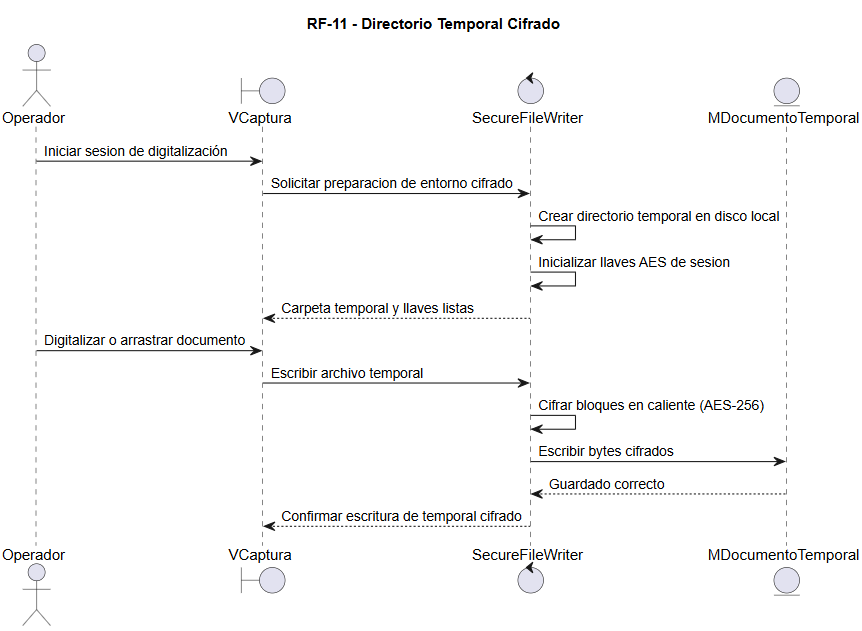 RF-11 - Directorio Temporal Cifrado
Operador
VCaptura
SecureFileWriter
MDocumentoTemporal
Iniciar sesion de digitalización
Solicitar preparacion de entorno cifrado
Crear directorio temporal en disco local
Inicializar llaves AES de sesion
Carpeta temporal y llaves listas
Digitalizar o arrastrar documento
Escribir archivo temporal
Cifrar bloques en caliente (AES-256)
Escribir bytes cifrados
Guardado correcto
Confirmar escritura de temporal cifrado
Operador
VCaptura
SecureFileWriter
MDocumentoTemporal